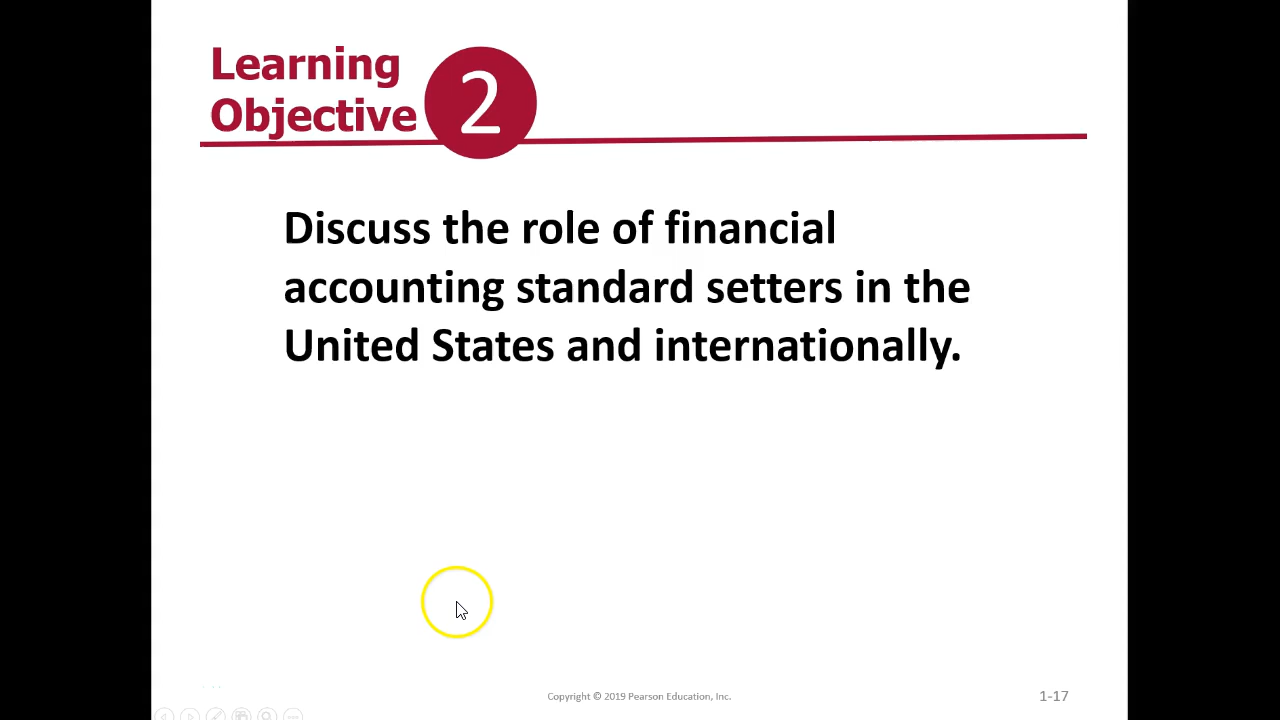 Learning
Objective
2
Discuss the role of financial
accounting standard setters in the
United States and internationally.
Copyright © 2019 Pearson Education, Inc.
1-17